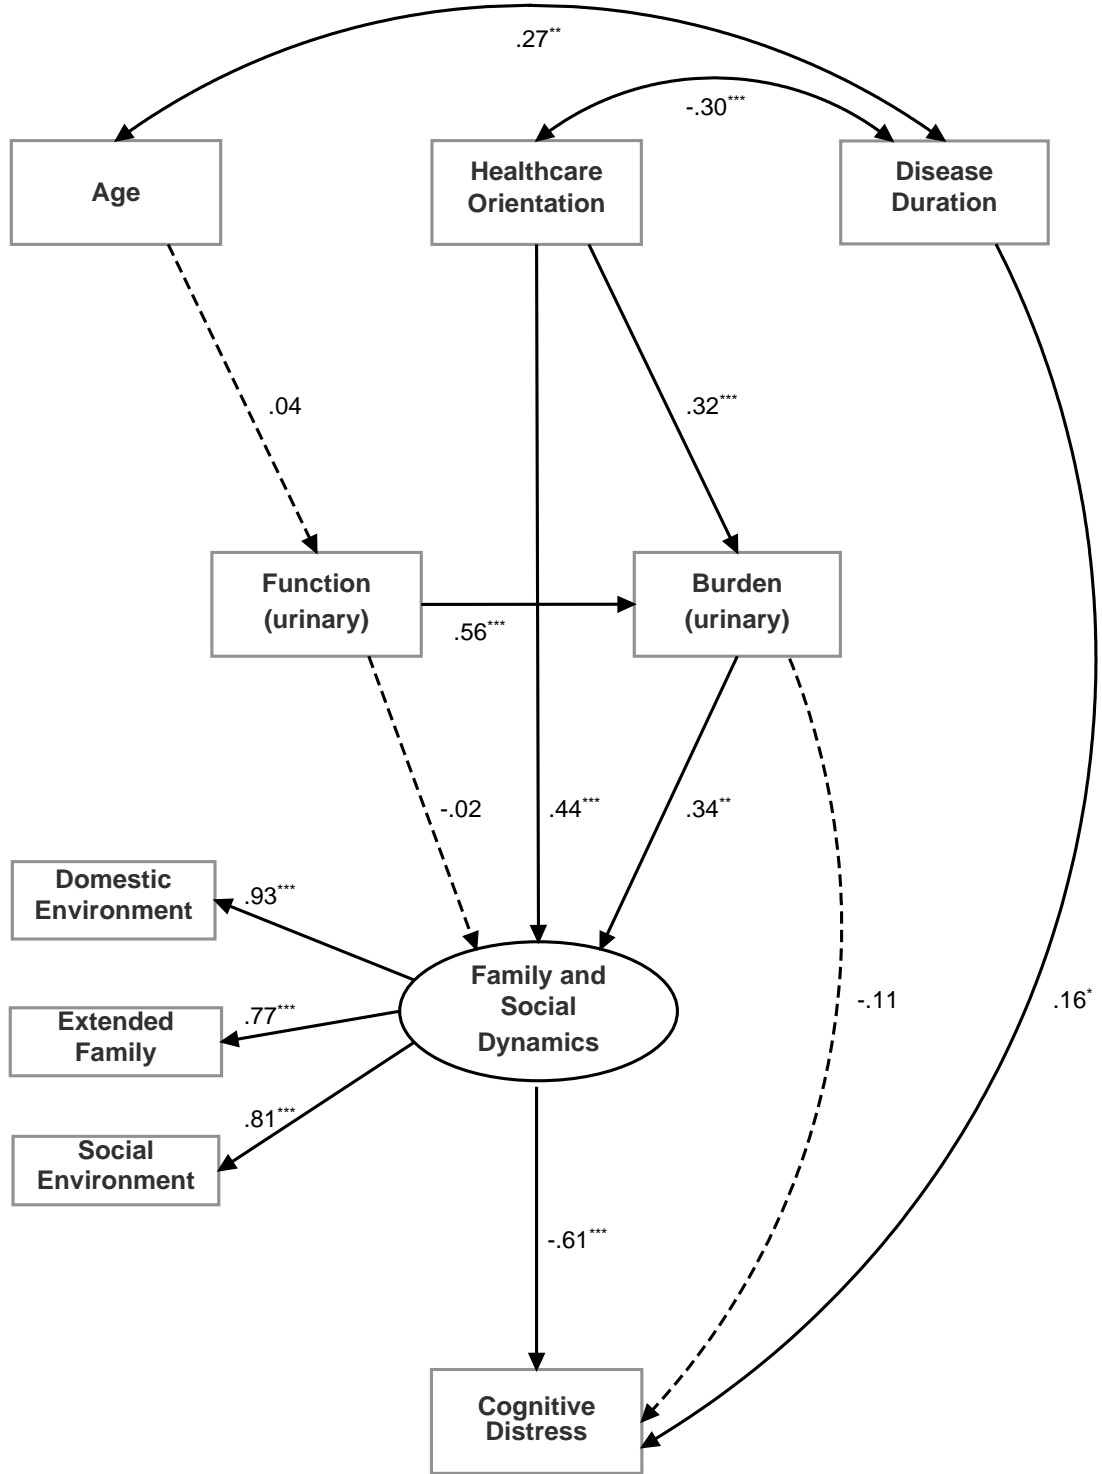 .27**
-.30***
Age
Healthcare
Orientation
Disease
Duration
.04
.32***
Function
(urinary)
Burden
(urinary)
.56***
-.02
.44***
.34**
Domestic
Environment
.93***
Family and
Social
Dynamics
-.11
.16*
Extended
Family
.77***
.81***
Social
Environment
-.61***
Cognitive
Distress